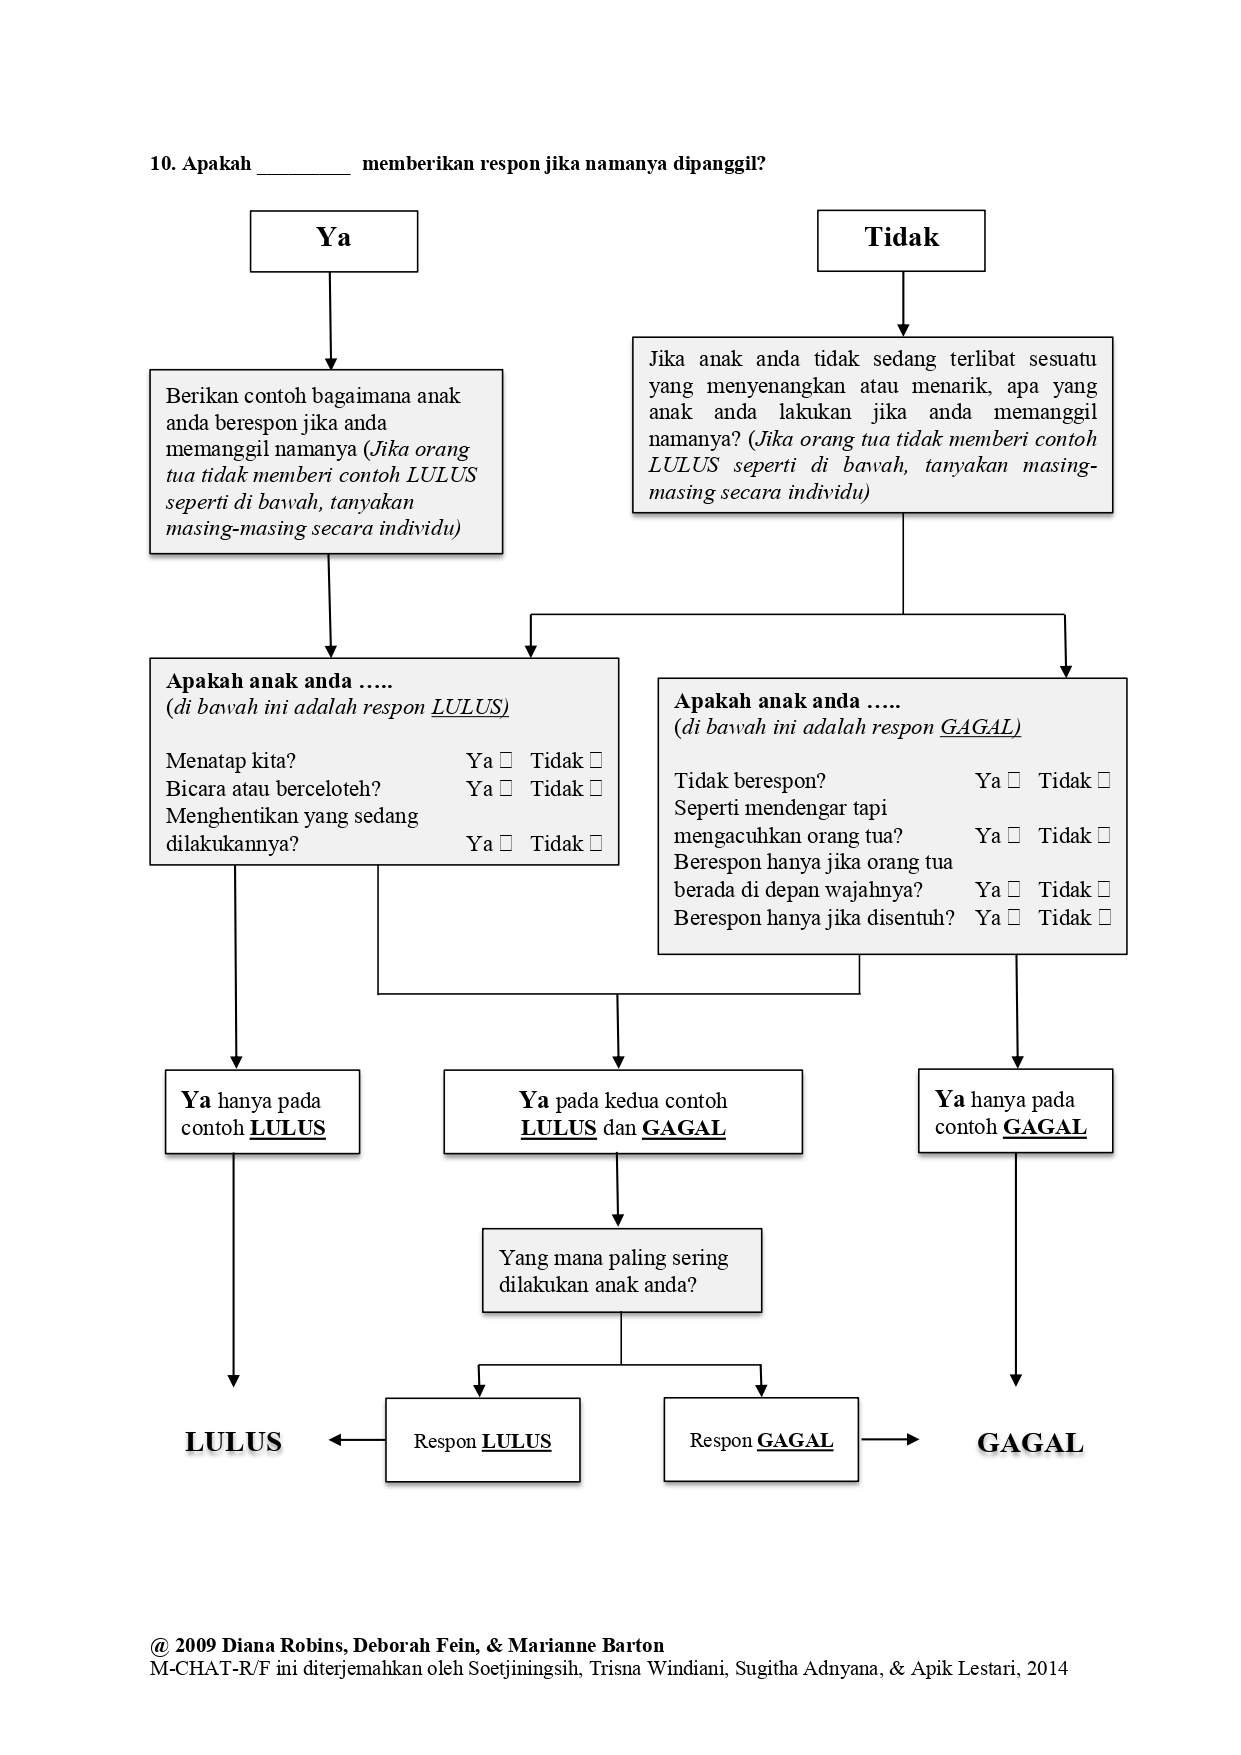 10. Apakah _________ memberikan respon jika namanya dipanggil?
Ya
Tidak
Berikan contoh bagaimana anak
anda berespon jika anda
memanggil namanya (Jika orang
tua tidak memberi contoh LULUS
seperti di bawah, tanyakan
masing-masing secara individu)
Jika anak anda tidak sedang terlibat sesuatu
yang menyenangkan atau menarik, apa yang
anak anda lakukan jika anda memanggil
namanya? (Jika orang tua tidak memberi contoh
LULUS seperti di bawah, tanyakan masing-
masing secara individu)
Apakah anak anda …..
(di bawah ini adalah respon LULUS)
Menatap kita? Ya □ Tidak □
Bicara atau berceloteh? Ya □ Tidak □
Menghentikan yang sedang
dilakukannya? Ya □ Tidak □
Apakah anak anda …..
(di bawah ini adalah respon GAGAL)
Tidak berespon? Ya □ Tidak □
Seperti mendengar tapi
mengacuhkan orang tua? Ya □ Tidak □
Berespon hanya jika orang tua
berada di depan wajahnya? Ya □ Tidak □
Berespon hanya jika disentuh? Ya □ Tidak □
Ya hanya pada
contoh LULUS
Ya pada kedua contoh
LULUS dan GAGAL
Ya hanya pada
contoh GAGAL
Yang mana paling sering
dilakukan anak anda?
LULUS
Respon LULUS
Respon GAGAL
GAGAL
@ 2009 Diana Robins, Deborah Fein, & Marianne Barton
M-CHAT-R/F ini diterjemahkan oleh Soetjiningsih, Trisna Windiani, Sugitha Adnyana, & Apik Lestari, 2014